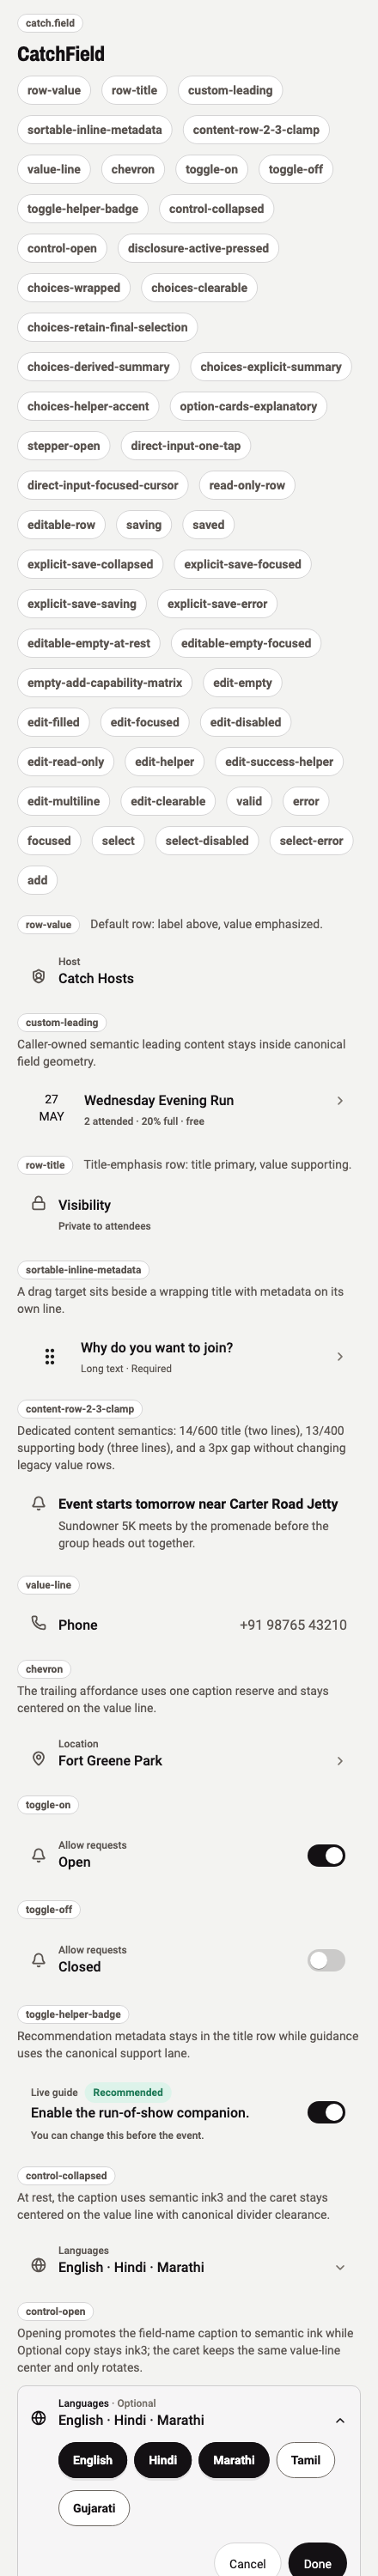 catch.field
CatchField
row-value row-title custom-leading
sortable-inline-metadata content-row-2-3-clamp
value-line chevron toggle-on toggle-off
toggle-helper-badge control-collapsed
control-open disclosure-active-pressed
choices-wrapped choices-clearable
choices-retain-final-selection
choices-derived-summary choices-explicit-summary
choices-helper-accent option-cards-explanatory
stepper-open direct-input-one-tap
direct-input-focused-cursor read-only-row
editable-row saving saved
explicit-save-collapsed explicit-save-focused
explicit-save-saving explicit-save-error
editable-empty-at-rest editable-empty-focused
empty-add-capability-matrix edit-empty
edit-filled edit-focused edit-disabled
edit-read-only edit-helper edit-success-helper
edit-multiline edit-clearable valid error
focused select select-disabled select-error
add
row-value Default row: label above, value emphasized.
Host
Catch Hosts
custom-leading
Caller-owned semantic leading content stays inside canonical
field geometry.
27
MAY
Wednesday Evening Run
2 attended · 20% full · free
row-title Title-emphasis row: title primary, value supporting.
Visibility
Private to attendees
sortable-inline-metadata
A drag target sits beside a wrapping title with metadata on its
own line.
Why do you want to join?
Long text · Required
content-row-2-3-clamp
Dedicated content semantics: 14/600 title (two lines), 13/400
supporting body (three lines), and a 3px gap without changing
legacy value rows.
Event starts tomorrow near Carter Road Jetty
Sundowner 5K meets by the promenade before the
group heads out together.
value-line
Phone +91 98765 43210
chevron
The trailing affordance uses one caption reserve and stays
centered on the value line.
Location
Fort Greene Park
toggle-on
Allow requests
Open
toggle-off
Allow requests
Closed
toggle-helper-badge
Recommendation metadata stays in the title row while guidance
uses the canonical support lane.
Live guide Recommended
Enable the run-of-show companion.
You can change this before the event.
control-collapsed
At rest, the caption uses semantic ink3 and the caret stays
centered on the value line with canonical divider clearance.
Languages
English · Hindi · Marathi
control-open
Opening promotes the field-name caption to semantic ink while
Optional copy stays ink3; the caret keeps the same value-line
center and only rotates.
Languages · Optional
English · Hindi · Marathi
English Hindi Marathi Tamil
Gujarati
Cancel Done